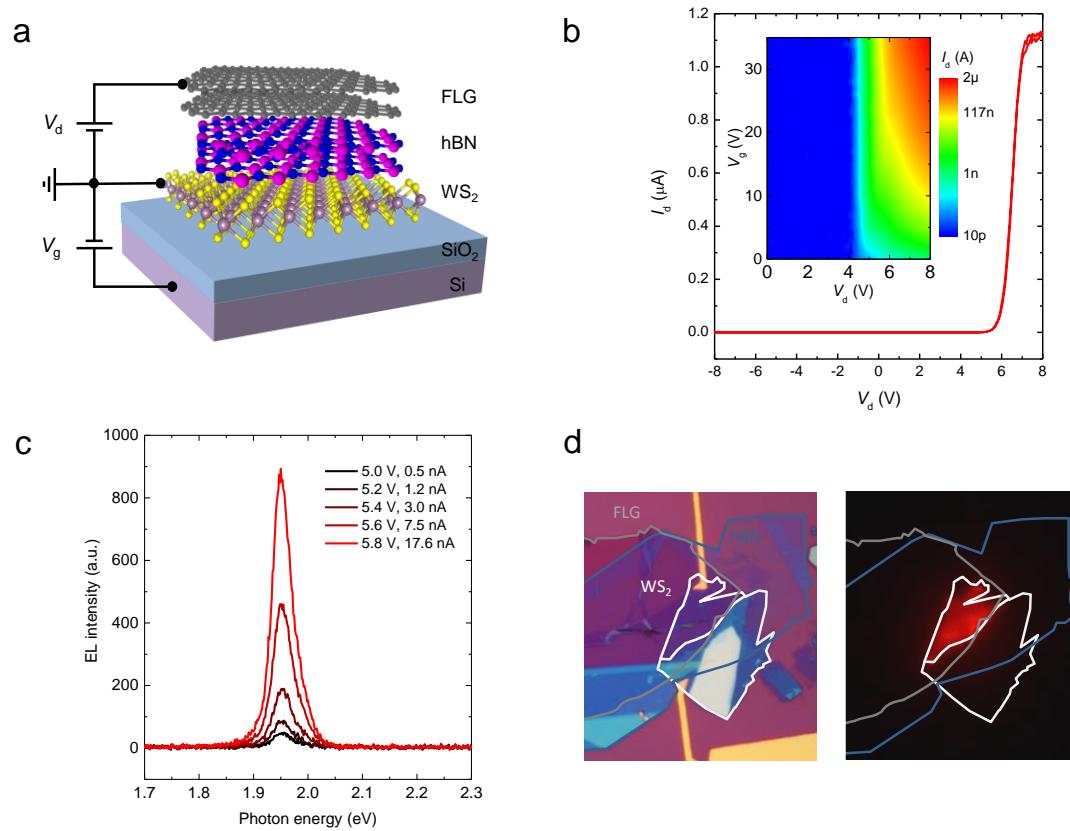 a
V_d
V_g
FLG
hBN
WS₂
SiO₂
Si
b
I_d (µA)
1.2
1.0
0.8
0.6
0.4
0.2
0.0
-8 -6 -4 -2 0 2 4 6 8
V_d (V)
V_g (V)
30
20
10
0
0 2 4 6 8
V_d (V)
I_d (A)
2µ
117n
1n
10p
c
EL intensity (a.u.)
1000
800
600
400
200
0
5.0 V, 0.5 nA
5.2 V, 1.2 nA
5.4 V, 3.0 nA
5.6 V, 7.5 nA
5.8 V, 17.6 nA
1.7 1.8 1.9 2.0 2.1 2.2 2.3
Photon energy (eV)
d
FLG
hBN
WS₂